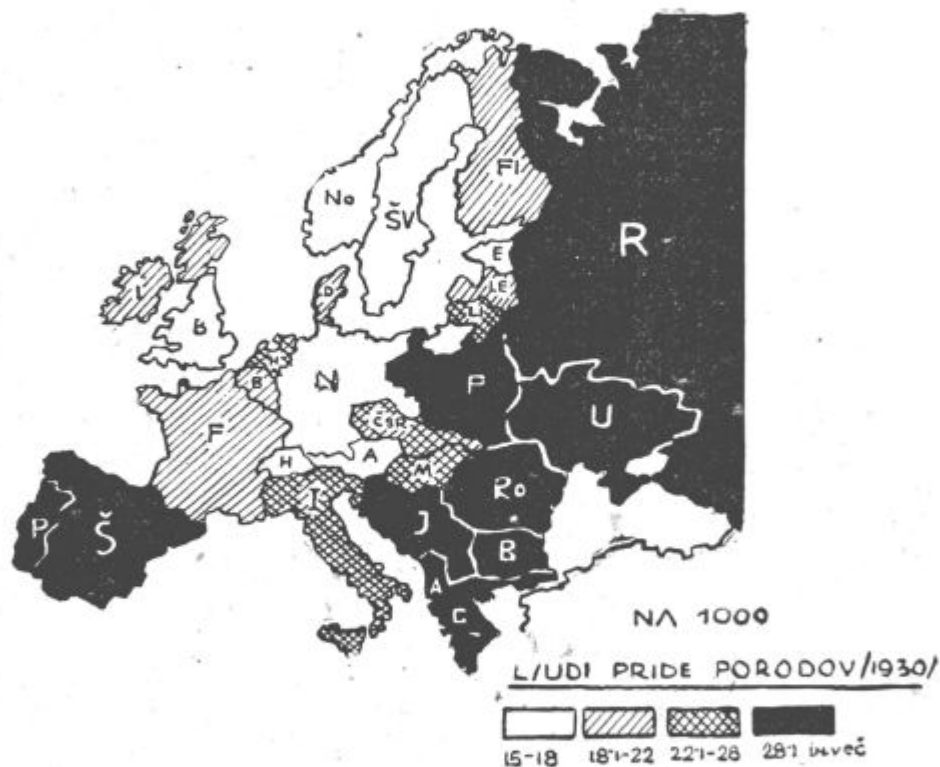 No
ŠV
FI
R
E
LE
LI
I
B
D
H
B
N
P
U
ČSR
F
H
A
M
Ro
I
J
B
P
Š
A
G
NA 1000
LJUDI PRIDE PORODOV /1930/
15-18
18·1-22
22·1-28
28·1 in več